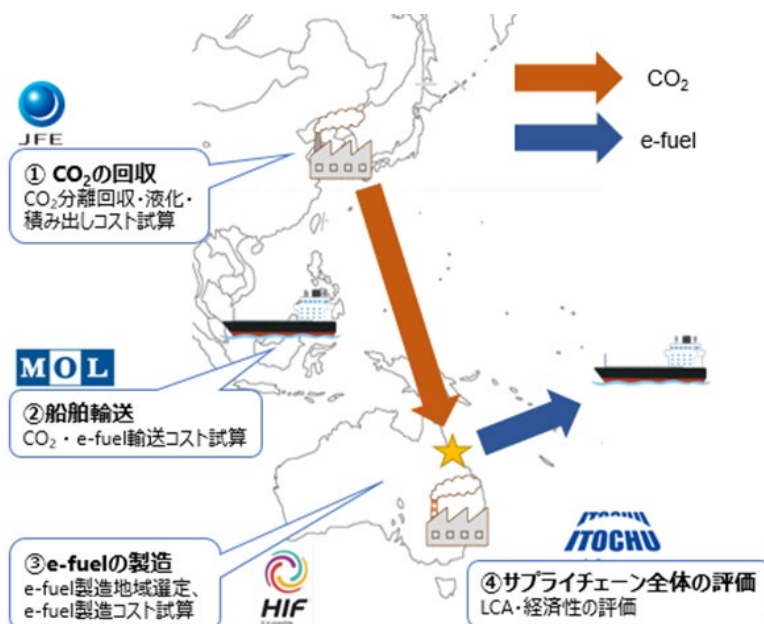 CO₂
e-fuel
JFE
① CO₂の回収
CO₂分離回収・液化・
積み出しコスト試算
MOL
②船舶輸送
CO₂・e-fuel輸送コスト試算
③e-fuelの製造
e-fuel製造地域選定、
e-fuel製造コスト試算
HIF
ITOCHU
ITOCHU
④サプライチェーン全体の評価
LCA・経済性の評価